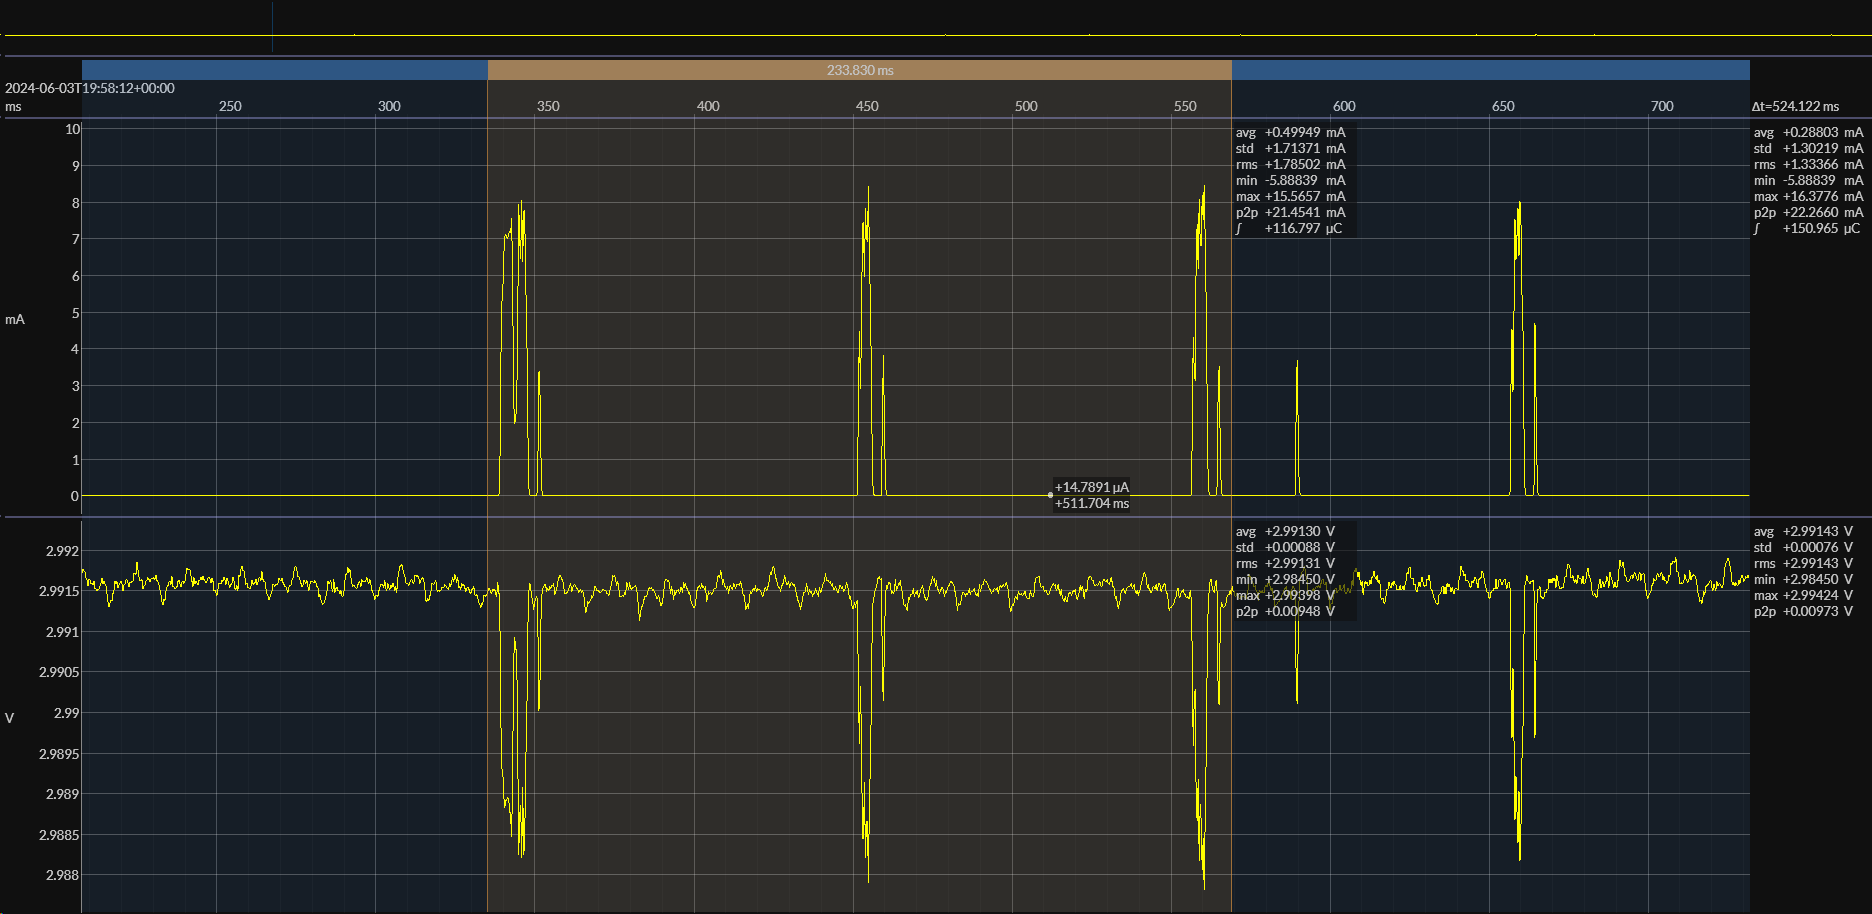 233.830 ms
2024-06-03T19:58:12+00:00
ms 250 300 350 400 450 500 550 600 650 700 Δt=524.122 ms
10
9
8
7
6
5
4
3
2
1
0
mA
avg +0.49949 mA
std +1.71371 mA
rms +1.78502 mA
min -5.88839 mA
max +15.5657 mA
p2p +21.4541 mA
∫ +116.797 µC
avg +0.28803 mA
std +1.30219 mA
rms +1.33366 mA
min -5.88839 mA
max +16.3776 mA
p2p +22.2660 mA
∫ +150.965 µC
+14.7891 µA
+511.704 ms
2.992
2.9915
2.991
2.9905
2.99
2.9895
2.989
2.9885
2.988
V
avg +2.99130 V
std +0.00088 V
rms +2.99131 V
min +2.98450 V
max +2.99398 V
p2p +0.00948 V
avg +2.99143 V
std +0.00076 V
rms +2.99143 V
min +2.98450 V
max +2.99424 V
p2p +0.00973 V